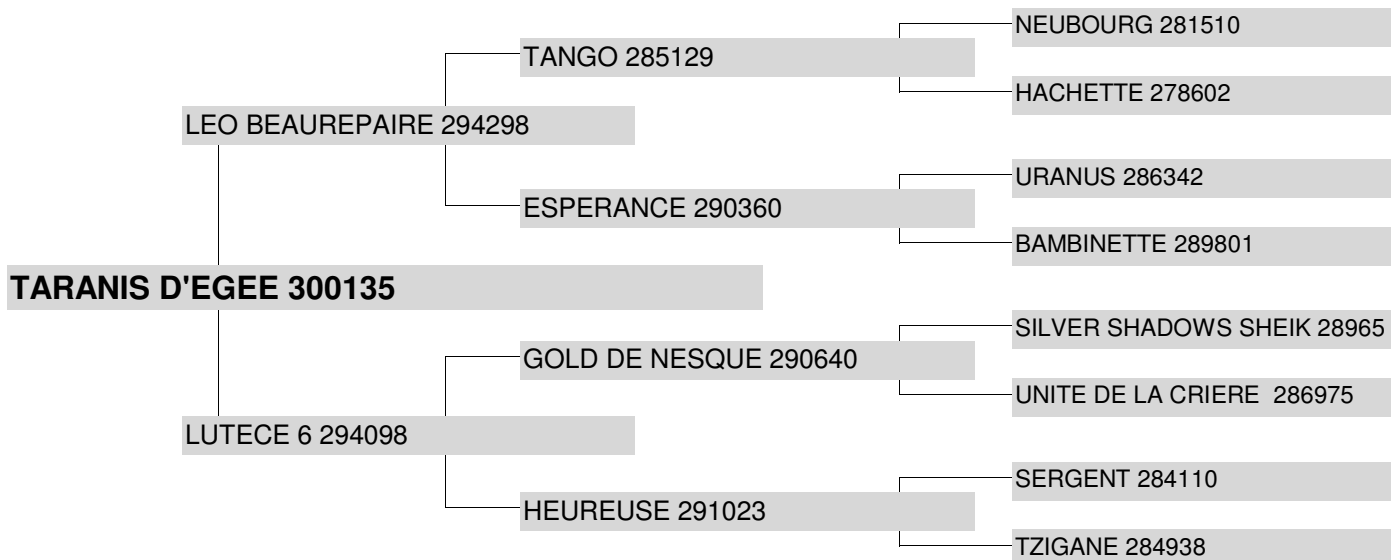 NEUBOURG 281510
TANGO 285129
HACHETTE 278602
LEO BEAUREPAIRE 294298
URANUS 286342
ESPERANCE 290360
BAMBINETTE 289801
TARANIS D'EGEE 300135
SILVER SHADOWS SHEIK 28965
GOLD DE NESQUE 290640
UNITE DE LA CRIERE 286975
LUTECE 6 294098
SERGENT 284110
HEUREUSE 291023
TZIGANE 284938